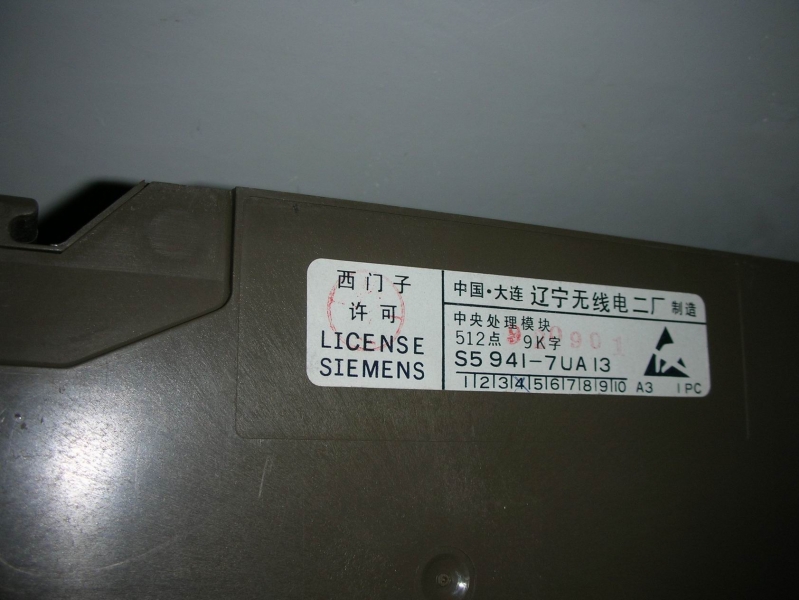 西门子
许可
LICENSE
SIEMENS
中国·大连 辽宁无线电二厂 制造
中央处理模块
512点 9K字
S5 941-7UA13
1|2|3|4|5|6|7|8|9|10 A3 1PC